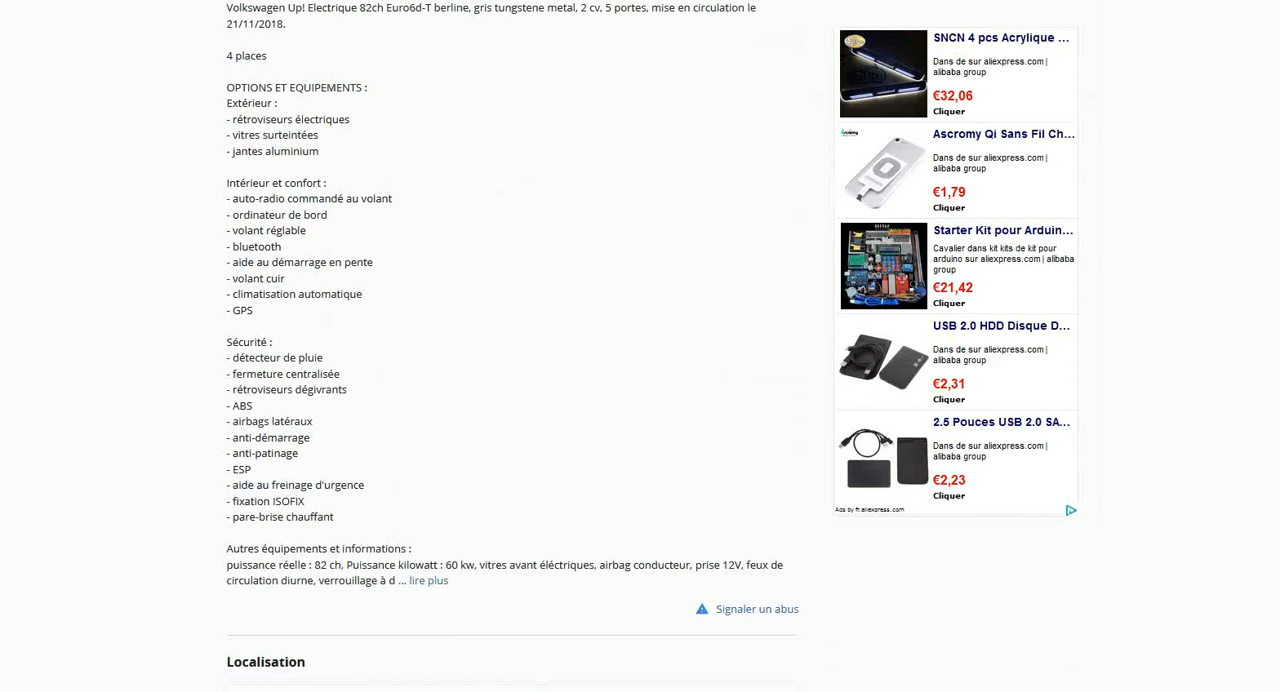 Volkswagen Up! Electrique 82ch Euro6d-T berline, gris tungstene metal, 2 cv, 5 portes, mise en circulation le
21/11/2018.
4 places
OPTIONS ET EQUIPEMENTS :
Extérieur :
- rétroviseurs électriques
- vitres surteintées
- jantes aluminium
Intérieur et confort :
- auto-radio commandé au volant
- ordinateur de bord
- volant réglable
- bluetooth
- aide au démarrage en pente
- volant cuir
- climatisation automatique
- GPS
Sécurité :
- détecteur de pluie
- fermeture centralisée
- rétroviseurs dégivrants
- ABS
- airbags latéraux
- anti-démarrage
- anti-patinage
- ESP
- aide au freinage d'urgence
- fixation ISOFIX
- pare-brise chauffant
Autres équipements et informations :
puissance réelle : 82 ch, Puissance kilowatt : 60 kw, vitres avant éléctriques, airbag conducteur, prise 12V, feux de
circulation diurne, verrouillage à d ... lire plus
Signaler un abus
Localisation
SNCN 4 pcs Acrylique ...
Dans de sur aliexpress.com |
alibaba group
€32,06
Cliquer
Ascromy Qi Sans Fil Ch...
Dans de sur aliexpress.com |
alibaba group
€1,79
Cliquer
Starter Kit pour Arduin...
Cavalier dans kit kits de kit pour
arduino sur aliexpress.com | alibaba
group
€21,42
Cliquer
USB 2.0 HDD Disque D...
Dans de sur aliexpress.com |
alibaba group
€2,31
Cliquer
2.5 Pouces USB 2.0 SA...
Dans de sur aliexpress.com |
alibaba group
€2,23
Cliquer
Ads by fr.aliexpress.com